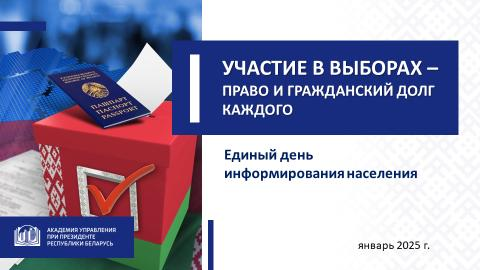 УЧАСТИЕ В ВЫБОРАХ –
ПРАВО И ГРАЖДАНСКИЙ ДОЛГ
КАЖДОГО
Единый день
информирования населения
ПАШПАРТ
ПАСПОРТ
PASSPORT
АКАДЕМИЯ УПРАВЛЕНИЯ
ПРИ ПРЕЗИДЕНТЕ
РЕСПУБЛИКИ БЕЛАРУСЬ
январь 2025 г.